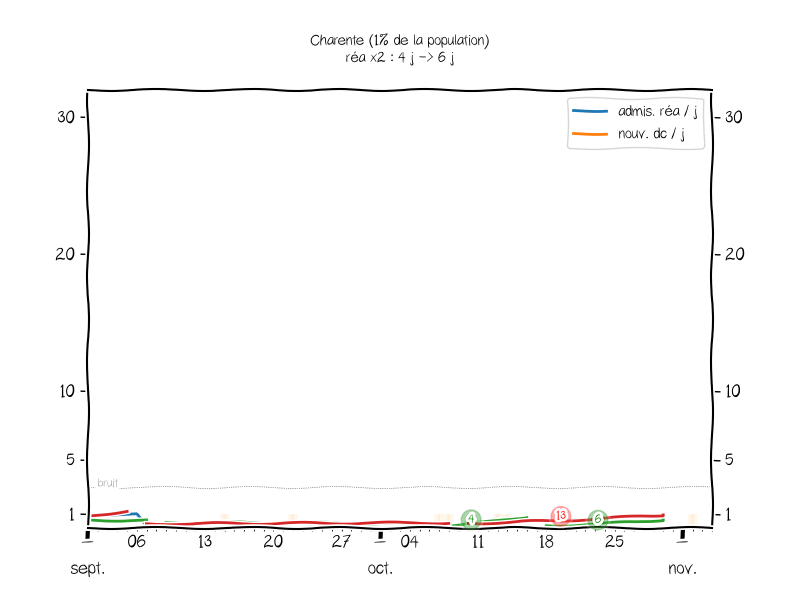 Charente (1% de la population)
réa x2 : 4 j -> 6 j
admis. réa / j
nouv. dc / j
30
30
20
20
10
10
5
5
bruit
1
1
4
13
6
06
13
20
27
04
11
18
25
sept.
oct.
nov.